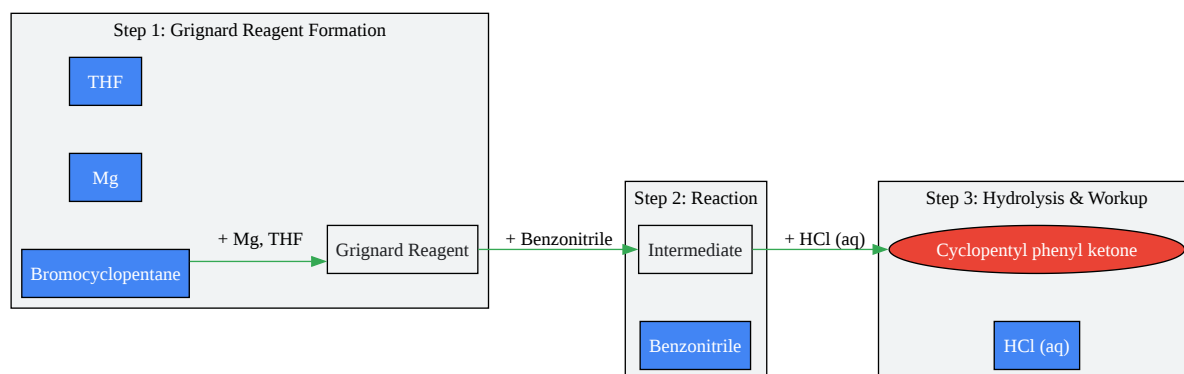 Step 1: Grignard Reagent Formation
THF
Mg
Bromocyclopentane
+ Mg, THF
Grignard Reagent
+ Benzonitrile
Step 2: Reaction
Intermediate
Benzonitrile
+ HCl (aq)
Step 3: Hydrolysis & Workup
Cyclopentyl phenyl ketone
HCl (aq)